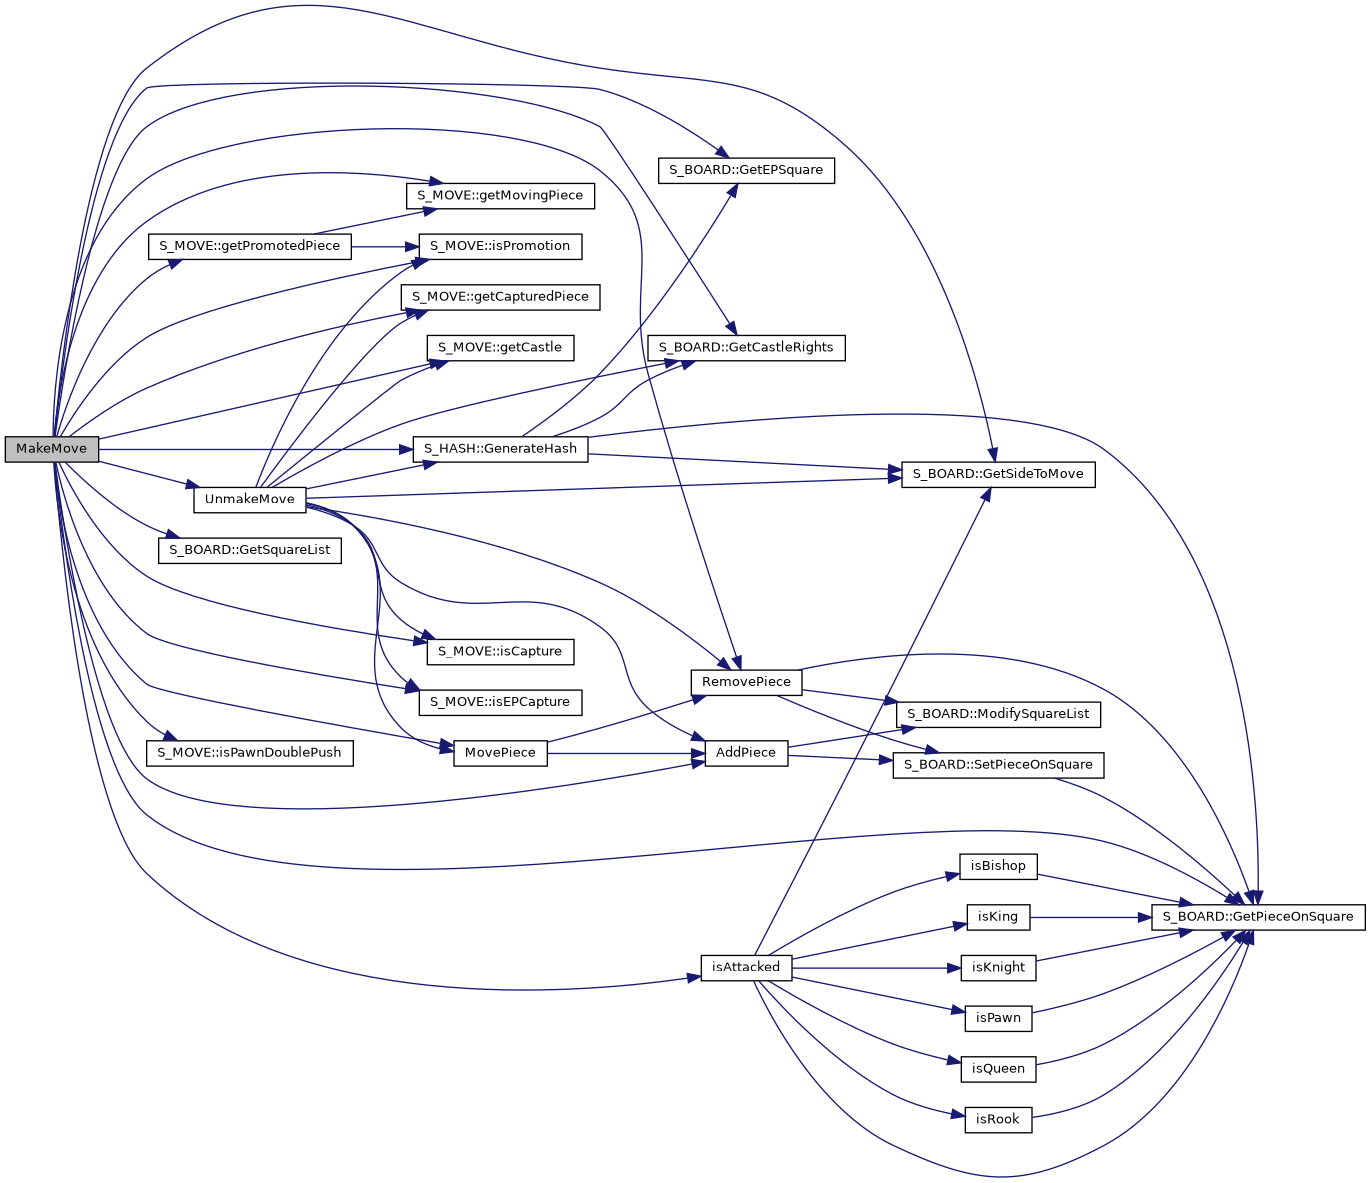 S_BOARD::GetEPSquare
S_MOVE::getMovingPiece
S_MOVE::getPromotedPiece
S_MOVE::isPromotion
S_MOVE::getCapturedPiece
S_MOVE::getCastle
S_BOARD::GetCastleRights
MakeMove
S_HASH::GenerateHash
S_BOARD::GetSideToMove
UnmakeMove
S_BOARD::GetSquareList
S_MOVE::isCapture
RemovePiece
S_MOVE::isEPCapture
S_BOARD::ModifySquareList
S_MOVE::isPawnDoublePush
MovePiece
AddPiece
S_BOARD::SetPieceOnSquare
isBishop
isKing
S_BOARD::GetPieceOnSquare
isAttacked
isKnight
isPawn
isQueen
isRook